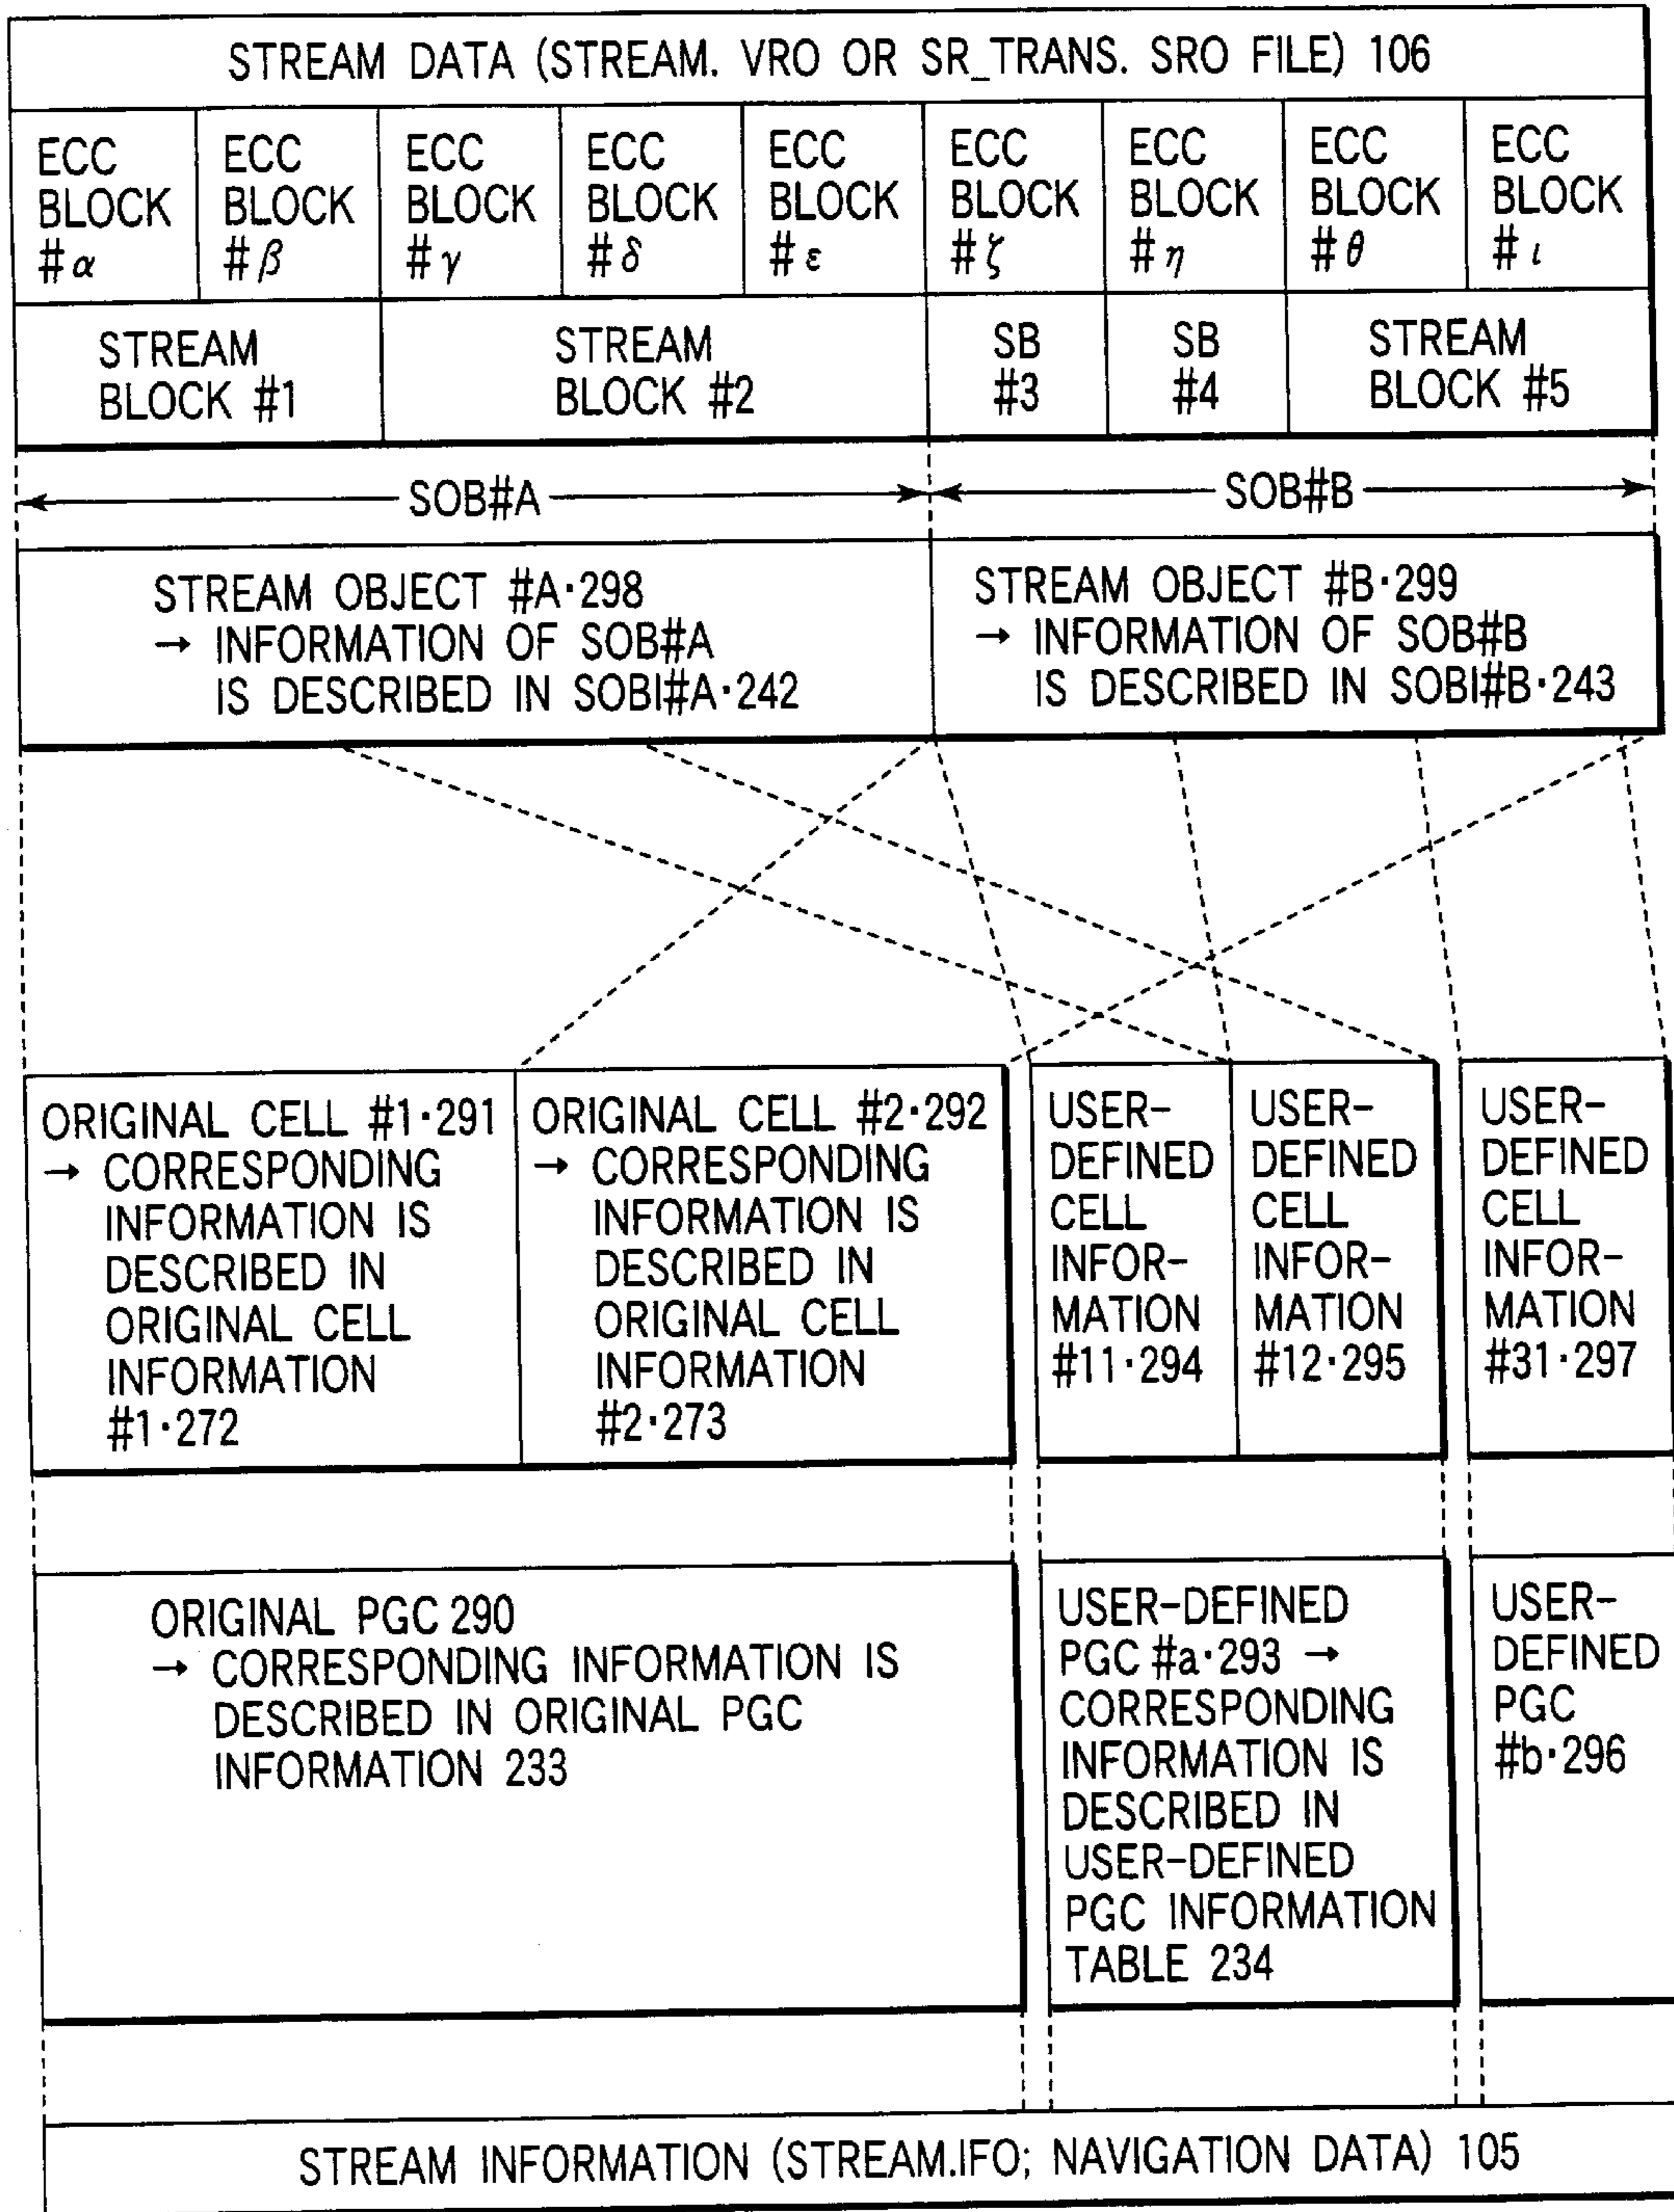 STREAM DATA (STREAM. VRO OR SR_TRANS. SRO FILE) 106
ECC
BLOCK
#α
ECC
BLOCK
#β
ECC
BLOCK
#γ
ECC
BLOCK
#δ
ECC
BLOCK
#ε
ECC
BLOCK
#ζ
ECC
BLOCK
#η
ECC
BLOCK
#θ
ECC
BLOCK
#ι
STREAM
BLOCK #1
STREAM
BLOCK #2
SB
#3
SB
#4
STREAM
BLOCK #5
SOB#A
SOB#B
STREAM OBJECT #A·298
→ INFORMATION OF SOB#A
IS DESCRIBED IN SOBI#A·242
STREAM OBJECT #B·299
→ INFORMATION OF SOB#B
IS DESCRIBED IN SOBI#B·243
ORIGINAL CELL #1·291
→ CORRESPONDING
INFORMATION IS
DESCRIBED IN
ORIGINAL CELL
INFORMATION
#1·272
ORIGINAL CELL #2·292
→ CORRESPONDING
INFORMATION IS
DESCRIBED IN
ORIGINAL CELL
INFORMATION
#2·273
USER-
DEFINED
CELL
INFOR-
MATION
#11·294
USER-
DEFINED
CELL
INFOR-
MATION
#12·295
USER-
DEFINED
CELL
INFOR-
MATION
#31·297
ORIGINAL PGC 290
→ CORRESPONDING INFORMATION IS
DESCRIBED IN ORIGINAL PGC
INFORMATION 233
USER-DEFINED
PGC #a·293 →
CORRESPONDING
INFORMATION IS
DESCRIBED IN
USER-DEFINED
PGC INFORMATION
TABLE 234
USER-
DEFINED
PGC
#b·296
STREAM INFORMATION (STREAM.IFO; NAVIGATION DATA) 105